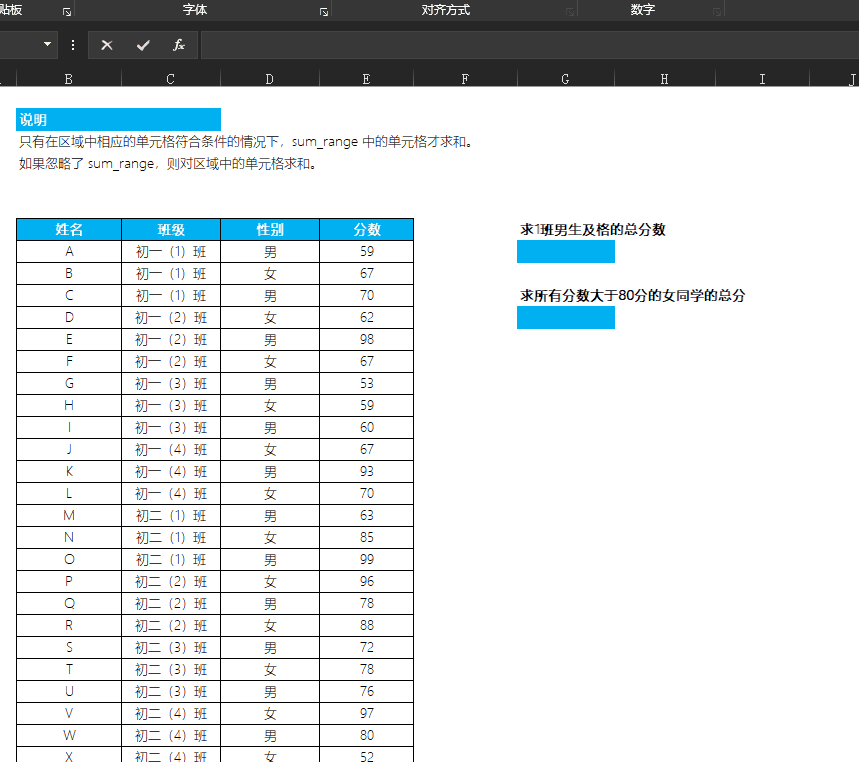 贴板 字体 对齐方式 数字
fx
B C D E F G H I J
说明
只有在区域中相应的单元格符合条件的情况下，sum_range 中的单元格才求和。
如果忽略了 sum_range，则对区域中的单元格求和。
姓名 班级 性别 分数 求1班男生及格的总分数
A 初一（1）班 男 59
B 初一（1）班 女 67
C 初一（1）班 男 70 求所有分数大于80分的女同学的总分
D 初一（2）班 女 62
E 初一（2）班 男 98
F 初一（2）班 女 67
G 初一（3）班 男 53
H 初一（3）班 女 59
I 初一（3）班 男 60
J 初一（4）班 女 67
K 初一（4）班 男 93
L 初一（4）班 女 70
M 初二（1）班 男 63
N 初二（1）班 女 85
O 初二（1）班 男 99
P 初二（2）班 女 96
Q 初二（2）班 男 78
R 初二（2）班 女 88
S 初二（3）班 男 72
T 初二（3）班 女 78
U 初二（3）班 男 76
V 初二（4）班 女 97
W 初二（4）班 男 80
X 初二（4）班 女 52